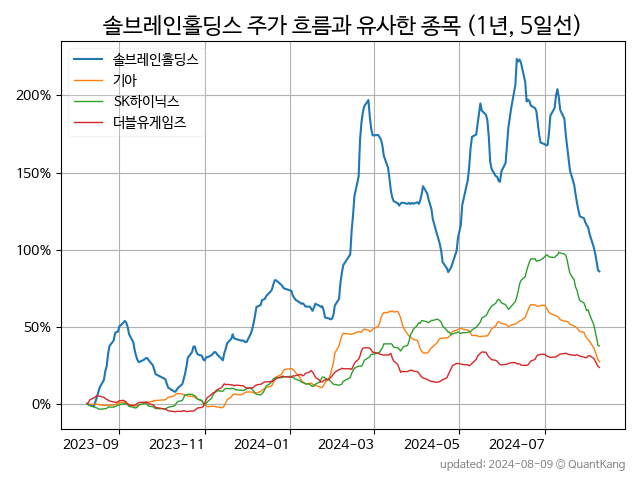 솔브레인홀딩스 주가 흐름과 유사한 종목 (1년, 5일선)
솔브레인홀딩스
기아
SK하이닉스
더블유게임즈
200%
150%
100%
50%
0%
2023-09 2023-11 2024-01 2024-03 2024-05 2024-07
updated: 2024-08-09 © QuantKang